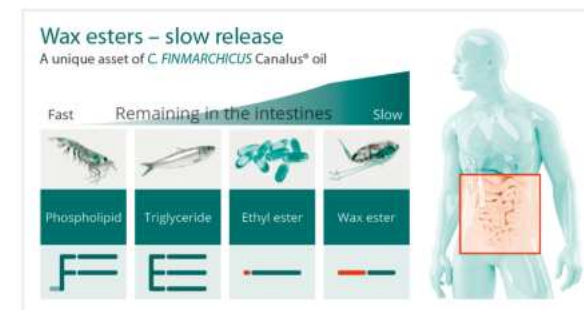 Wax esters – slow release
A unique asset of C. FINMARCHICUS Canalus® oil
Fast Remaining in the intestines Slow
Phospholipid Triglyceride Ethyl ester Wax ester